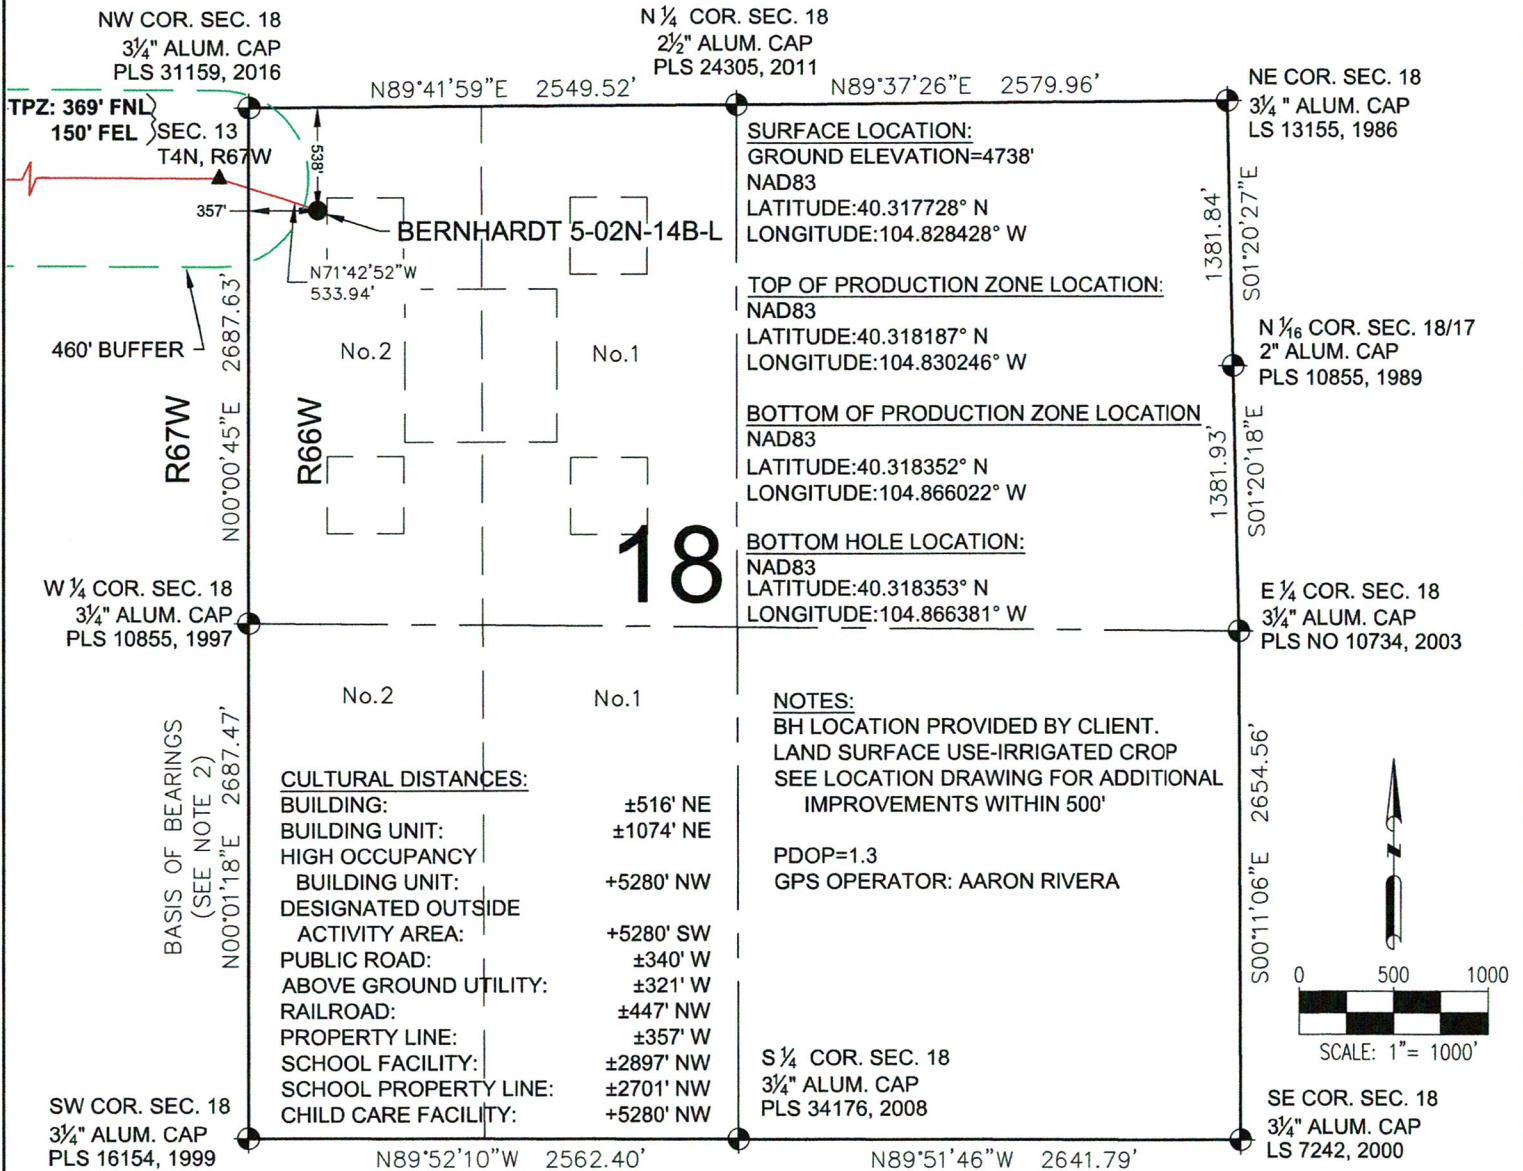 NW COR. SEC. 18
3¼" ALUM. CAP
PLS 31159, 2016
N ¼ COR. SEC. 18
2½" ALUM. CAP
PLS 24305, 2011
NE COR. SEC. 18
3¼" ALUM. CAP
LS 13155, 1986
N89°41'59"E 2549.52'
N89°37'26"E 2579.96'
TPZ: 369' FNL
150' FEL
SEC. 13
T4N, R67W
538'
357'
BERNHARDT 5-02N-14B-L
N71°42'52"W
533.94'
460' BUFFER
R67W
R66W
N00°00'45"E 2687.63'
No.2
No.1
18
SURFACE LOCATION:
GROUND ELEVATION=4738'
NAD83
LATITUDE:40.317728° N
LONGITUDE:104.828428° W
TOP OF PRODUCTION ZONE LOCATION:
NAD83
LATITUDE:40.318187° N
LONGITUDE:104.830246° W
BOTTOM OF PRODUCTION ZONE LOCATION
NAD83
LATITUDE:40.318352° N
LONGITUDE:104.866022° W
BOTTOM HOLE LOCATION:
NAD83
LATITUDE:40.318353° N
LONGITUDE:104.866381° W
1381.84'
S01°20'27"E
N 1⁄16 COR. SEC. 18/17
2" ALUM. CAP
PLS 10855, 1989
1381.93'
S01°20'18"E
W ¼ COR. SEC. 18
3¼" ALUM. CAP
PLS 10855, 1997
E ¼ COR. SEC. 18
3¼" ALUM. CAP
PLS NO 10734, 2003
No.2
No.1
BASIS OF BEARINGS
(SEE NOTE 2)
N00°01'18"E 2687.47'
CULTURAL DISTANCES:
BUILDING: ±516' NE
BUILDING UNIT: ±1074' NE
HIGH OCCUPANCY
BUILDING UNIT: +5280' NW
DESIGNATED OUTSIDE
ACTIVITY AREA: +5280' SW
PUBLIC ROAD: ±340' W
ABOVE GROUND UTILITY: ±321' W
RAILROAD: ±447' NW
PROPERTY LINE: ±357' W
SCHOOL FACILITY: ±2897' NW
SCHOOL PROPERTY LINE: ±2701' NW
CHILD CARE FACILITY: +5280' NW
NOTES:
BH LOCATION PROVIDED BY CLIENT.
LAND SURFACE USE-IRRIGATED CROP
SEE LOCATION DRAWING FOR ADDITIONAL
IMPROVEMENTS WITHIN 500'
PDOP=1.3
GPS OPERATOR: AARON RIVERA
S00°11'06"E 2654.56'
N
0 500 1000
SCALE: 1"= 1000'
SW COR. SEC. 18
3¼" ALUM. CAP
PLS 16154, 1999
S ¼ COR. SEC. 18
3¼" ALUM. CAP
PLS 34176, 2008
SE COR. SEC. 18
3¼" ALUM. CAP
LS 7242, 2000
N89°52'10"W 2562.40'
N89°51'46"W 2641.79'